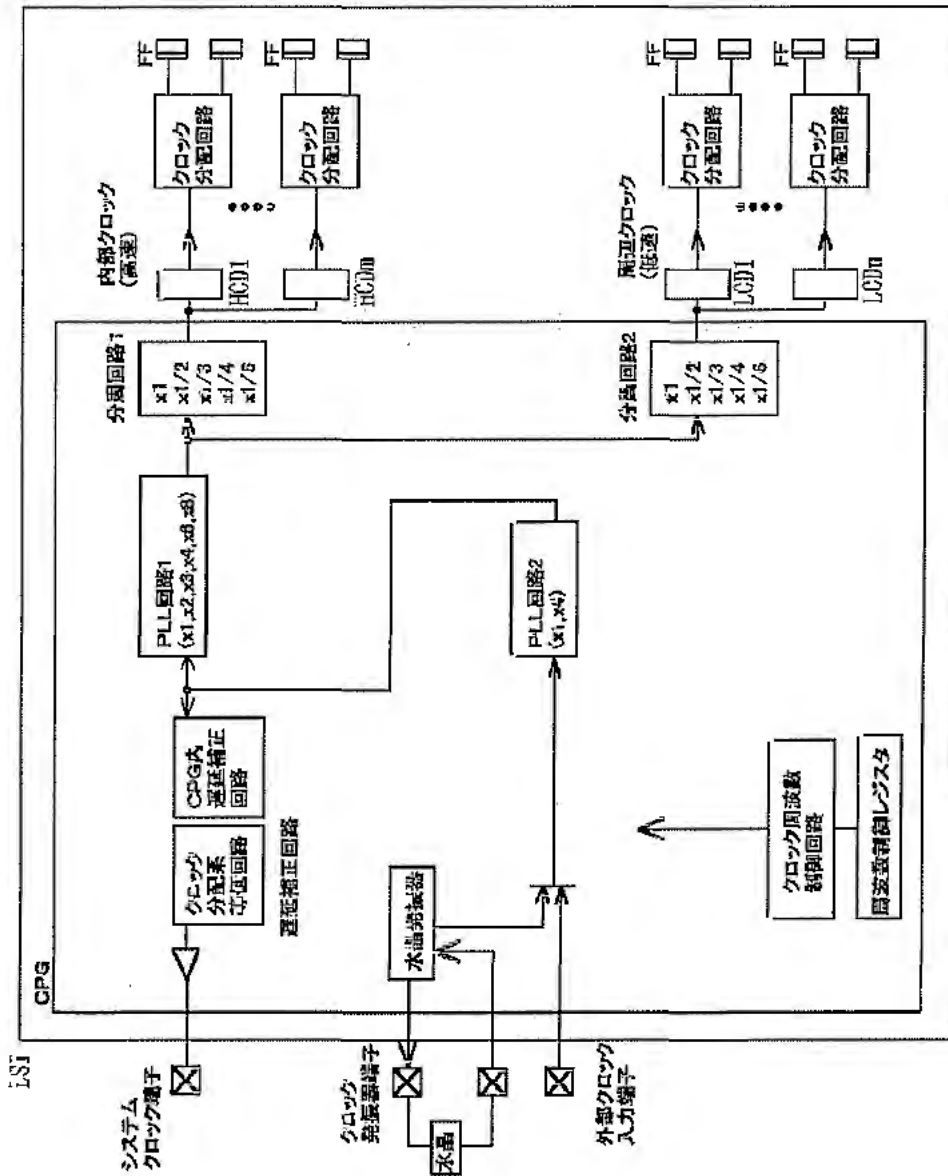 LSI
CPG
システム
クロック端子
クロック
分配系
等価回路
CPG内
遅延補正
回路
遅延補正回路
PLL回路1
(x1,x2,x3,x4,x6,x8)
分周回路1
x1
x1/2
x1/3
x1/4
x1/6
内部クロック
(高速)
HCD1
HCDm
クロック
分配回路
FF
クロック
分配回路
FF
クロック
発振器端子
水晶
水晶発振器
外部クロック
入力端子
PLL回路2
(x1,x4)
クロック周波数
制御回路
周波数制御レジスタ
分周回路2
x1
x1/2
x1/3
x1/4
x1/6
周辺クロック
(低速)
LCD1
LCDn
クロック
分配回路
FF
クロック
分配回路
FF